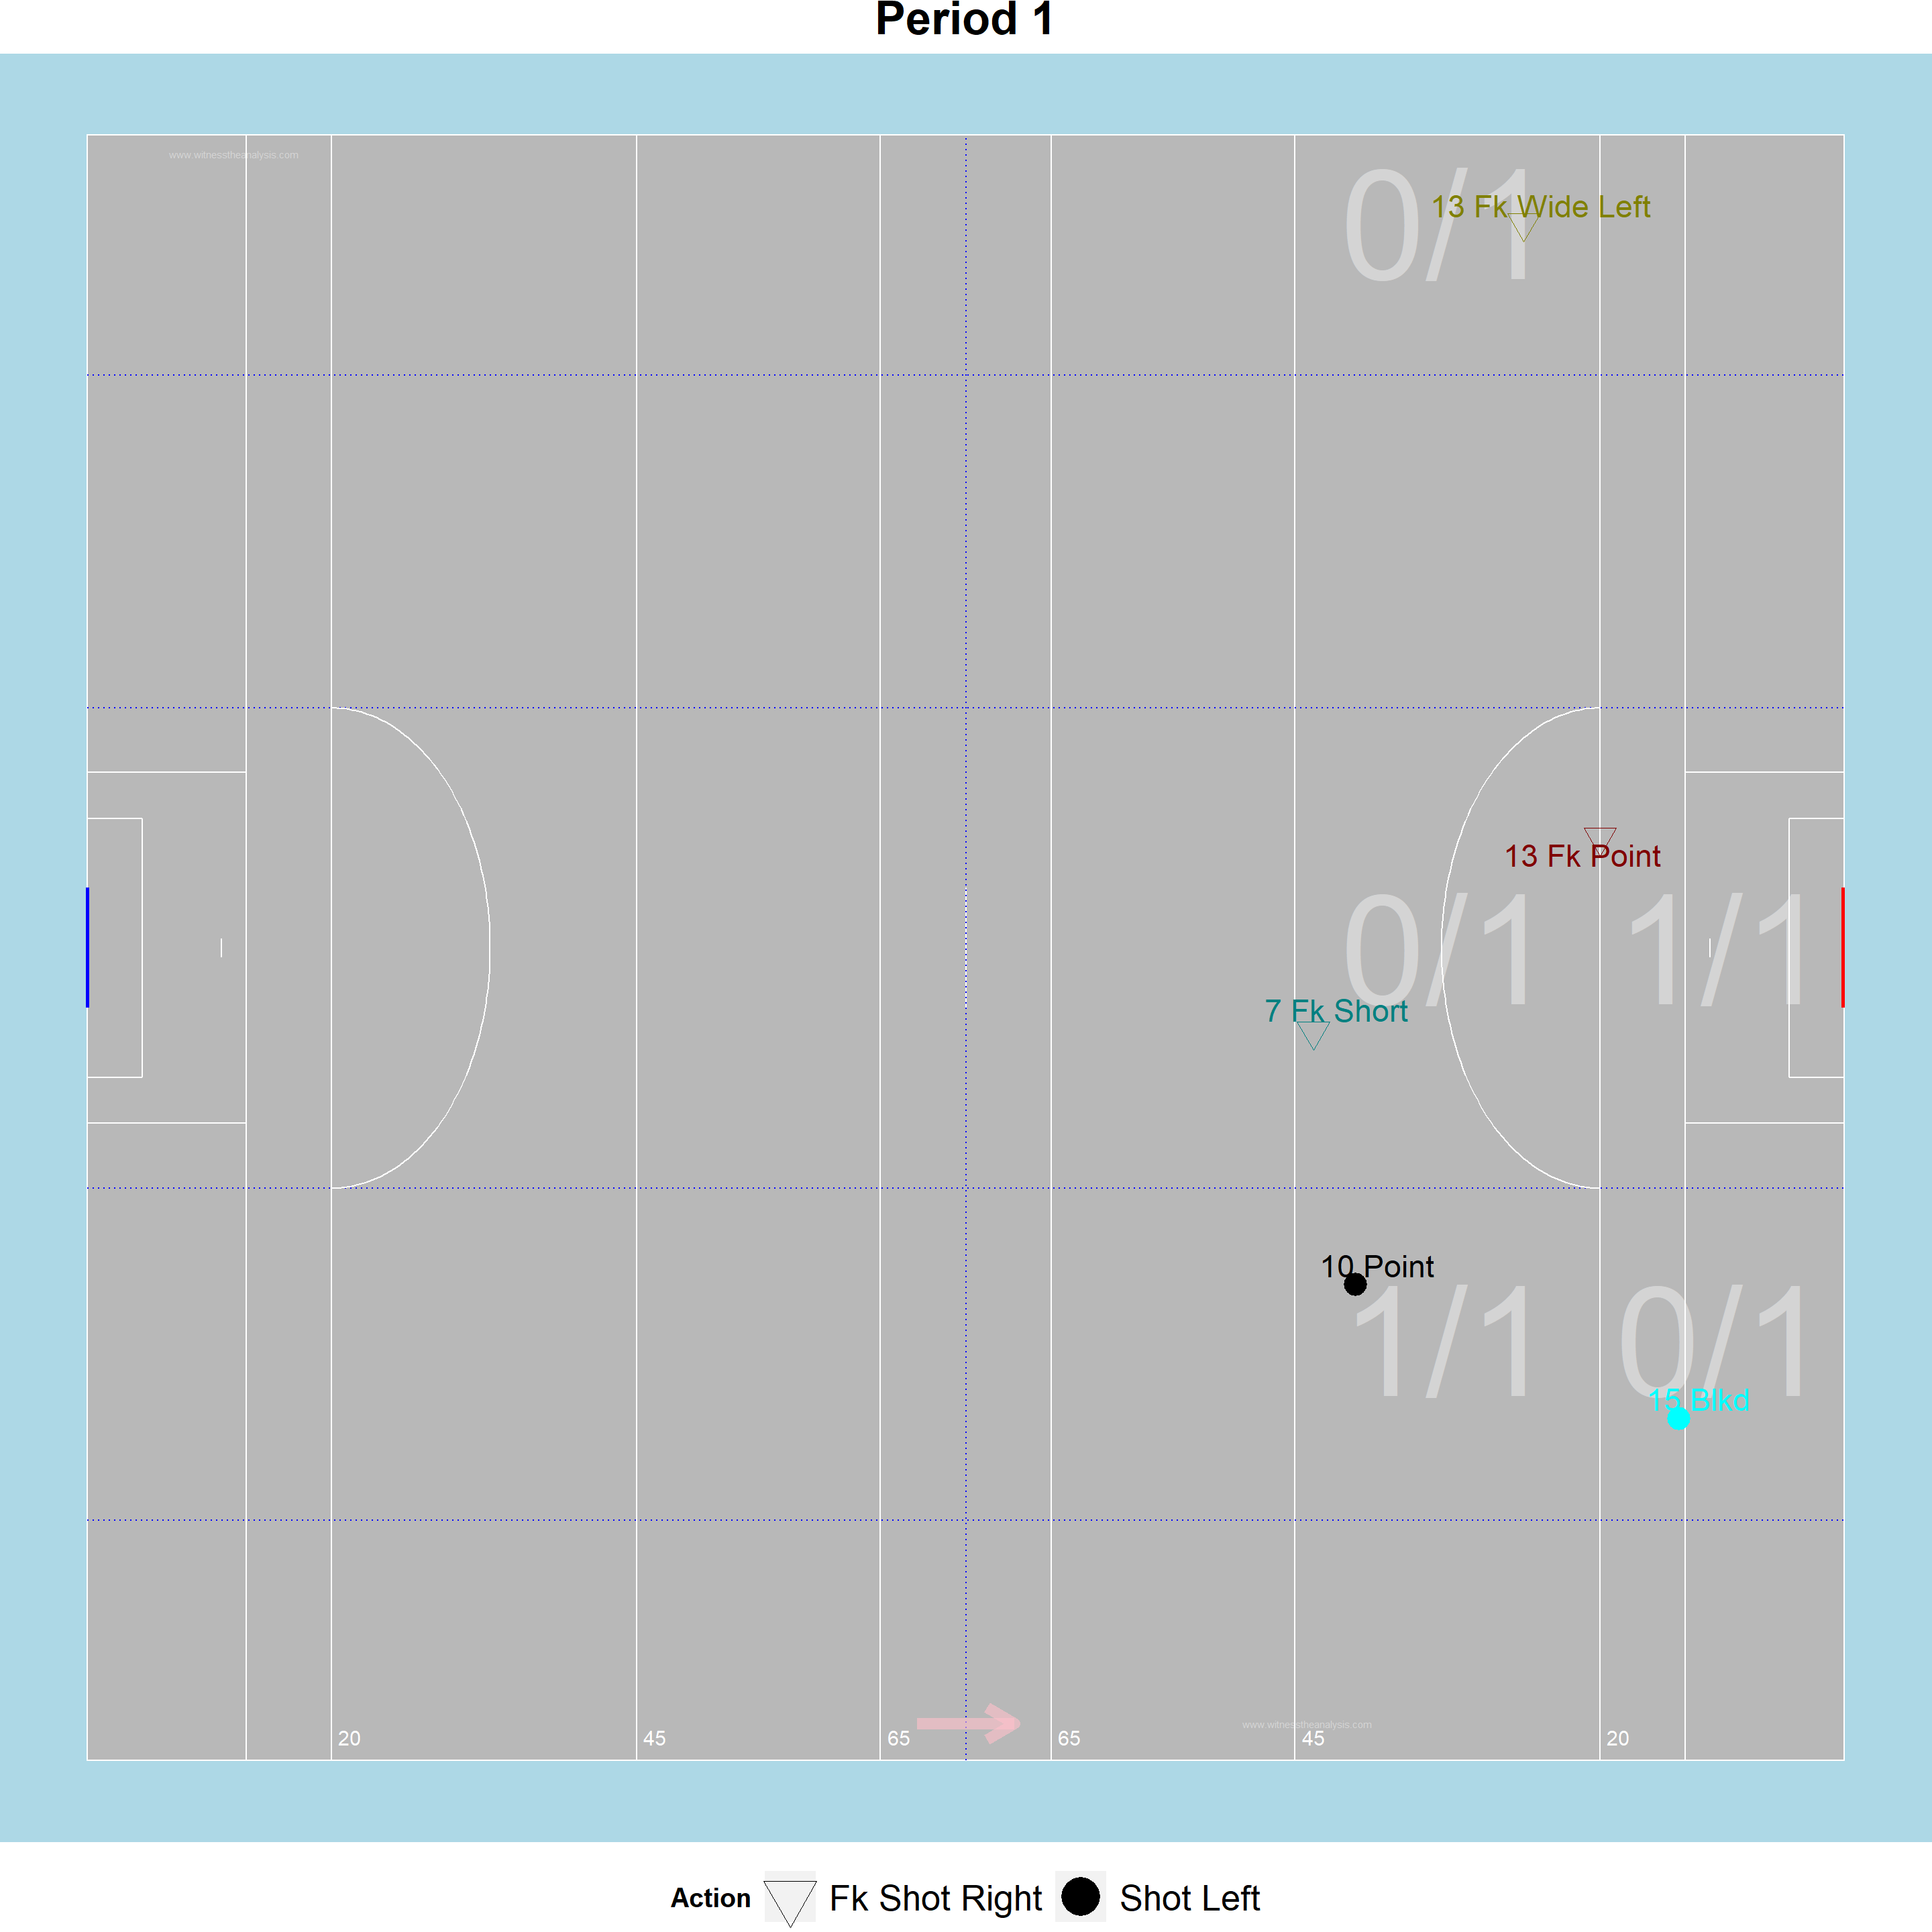 Period 1
www.witnesstheanalysis.com
0/1
13 Fk Wide Left
13 Fk Point
0/1 1/1
7 Fk Short
10 Point
1/1 0/1
15 Blkd
www.witnesstheanalysis.com
20 45 65 65 45 20
Action Fk Shot Right Shot Left